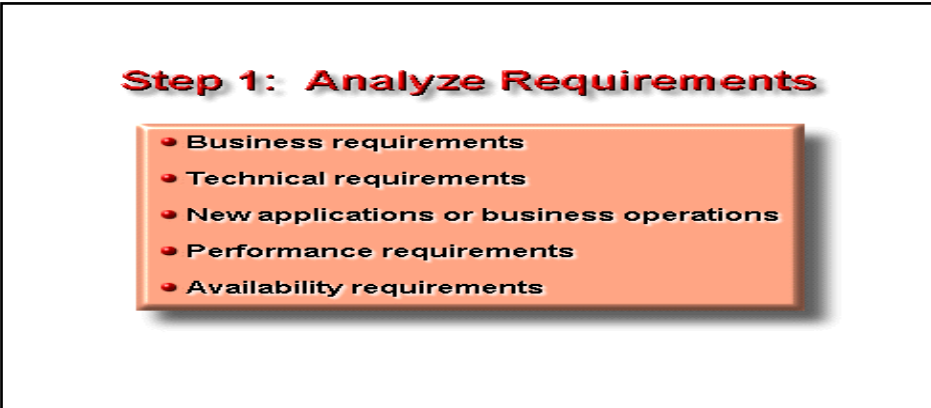 Step 1: Analyze Requirements
Business requirements
Technical requirements
New applications or business operations
Performance requirements
Availability requirements